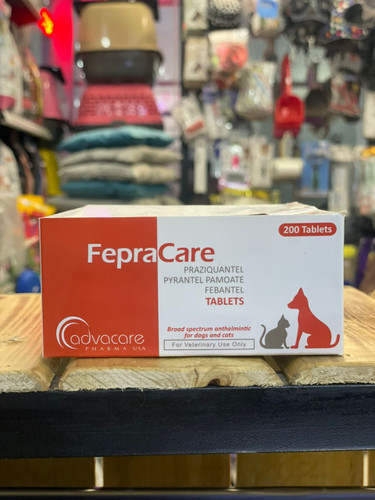 200 Tablets
FepraCare
PRAZIQUANTEL
PYRANTEL PAMOATE
FEBANTEL
TABLETS
Broad spectrum anthelmintic
for dogs and cats
For Veterinary Use Only
advacare
PHARMA USA